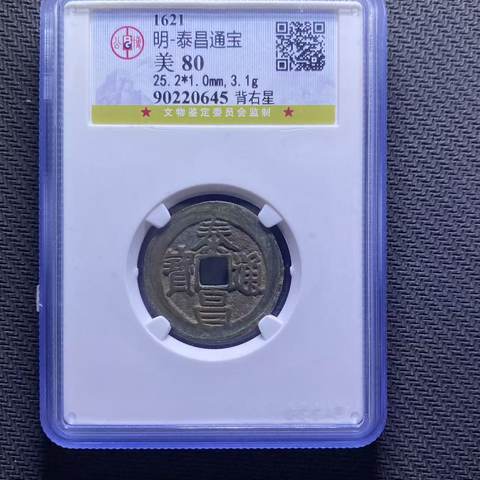 1621
明-泰昌通宝
美 80
25.2*1.0mm,3.1g
90220645 背右星
★ 文物鉴定委员会监制 ★
泰
寳 通
昌